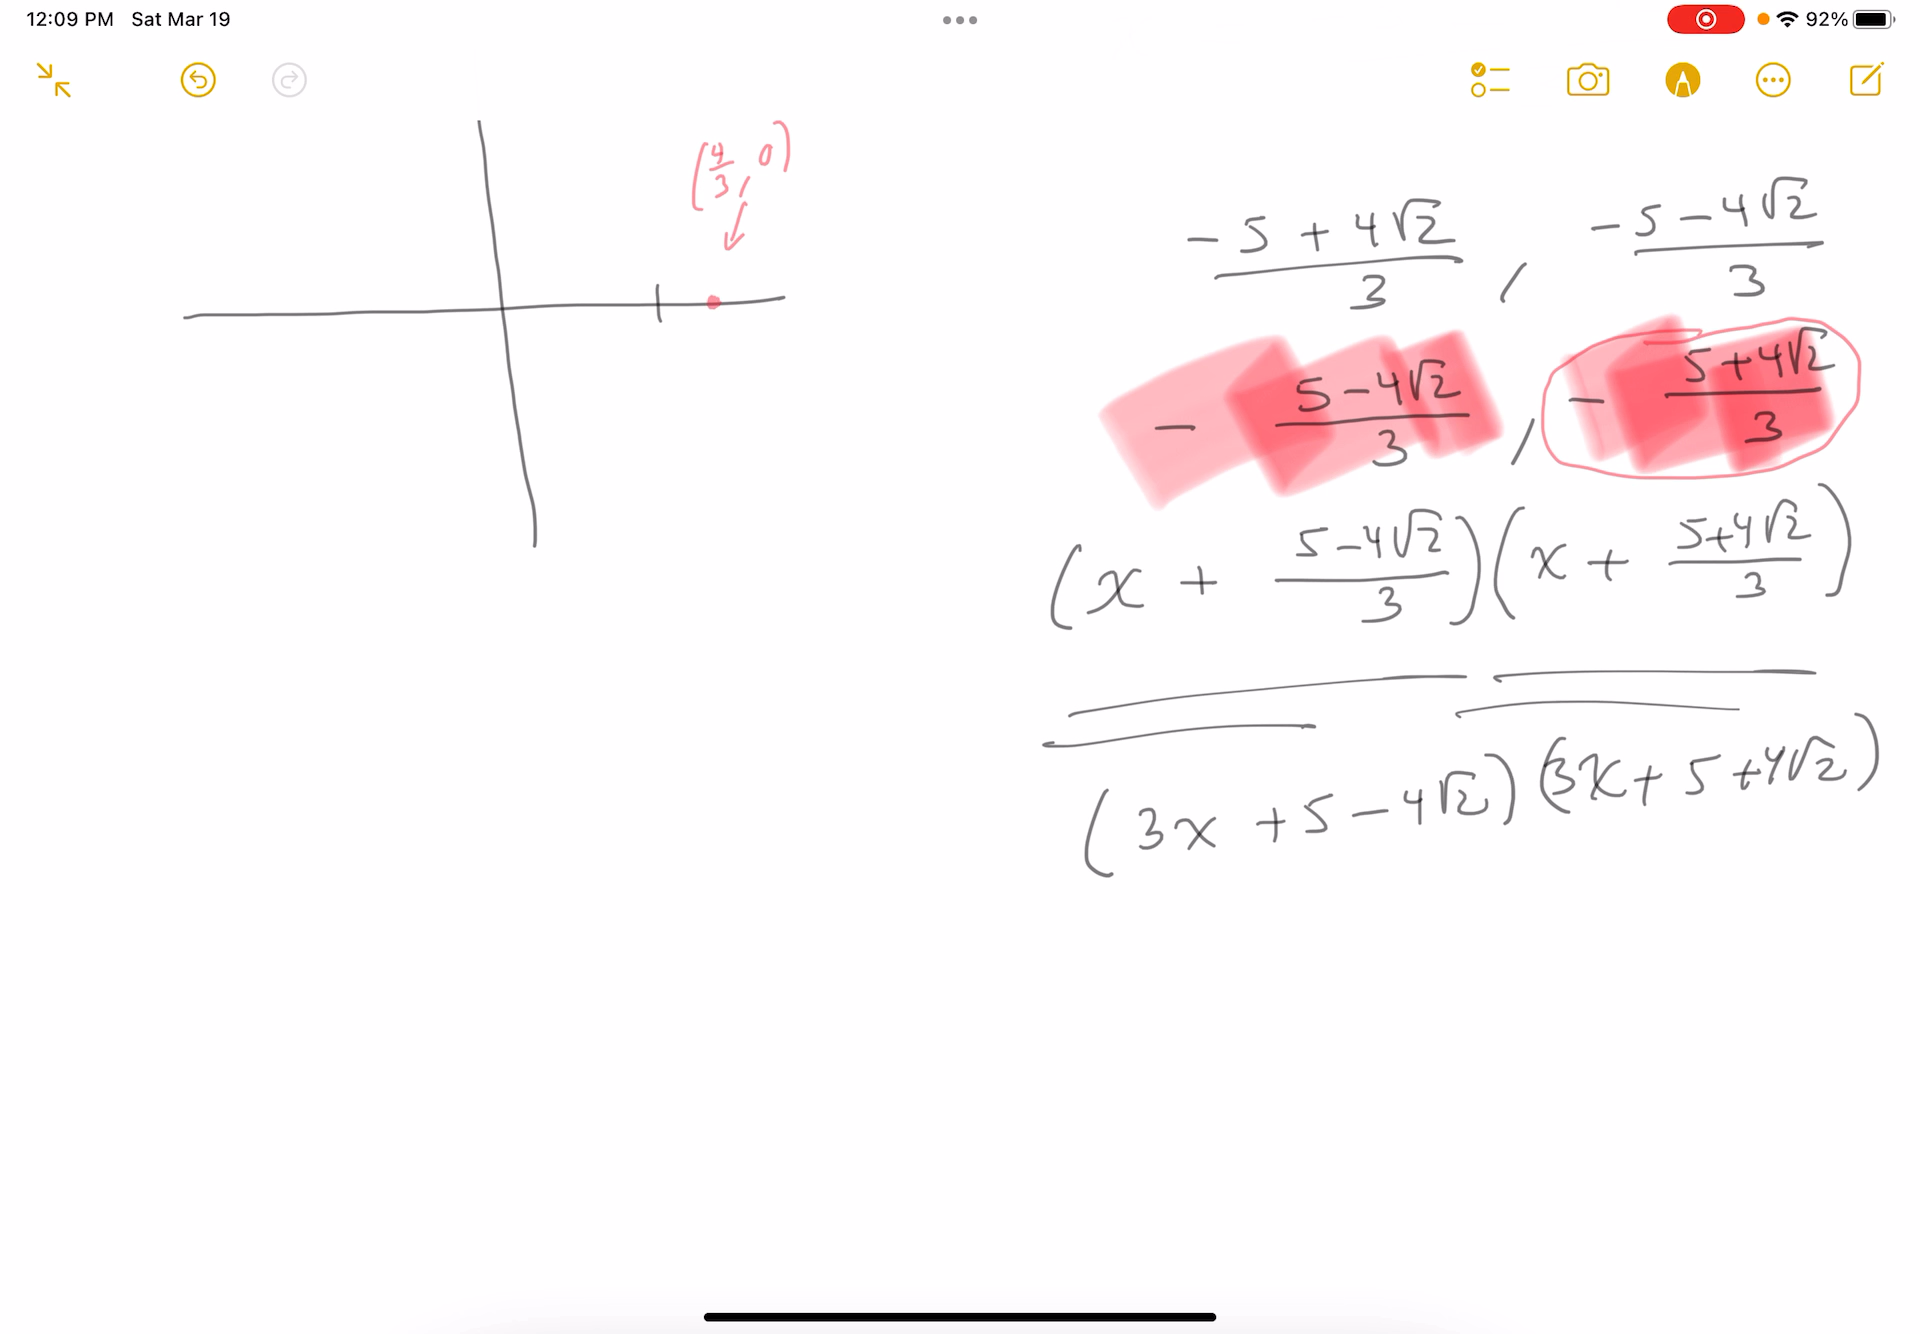 12:09 PM Sat Mar 19
92%
(4/3, 0)
(-5 + 4√2)/3 , (-5 - 4√2)/3
- (5 - 4√2)/3 , - (5 + 4√2)/3
(x + (5 - 4√2)/3)(x + (5 + 4√2)/3)
(3x + 5 - 4√2)(3x + 5 + 4√2)